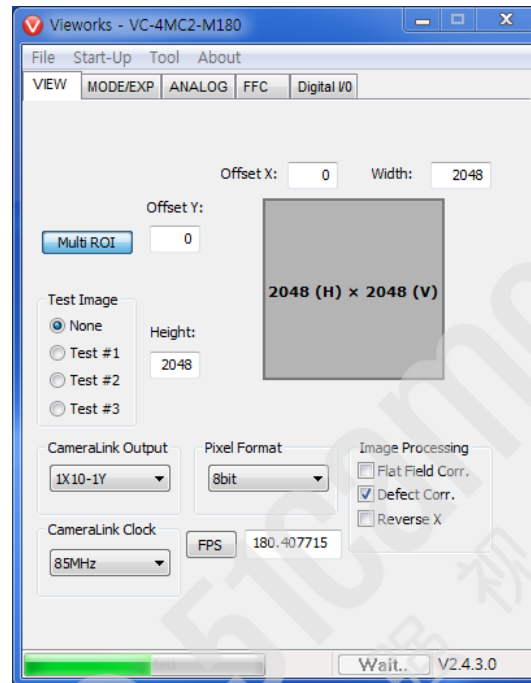 Vieworks - VC-4MC2-M180
File Start-Up Tool About
VIEW MODE/EXP ANALOG FFC Digital I/0
Offset X: 0 Width: 2048
Offset Y:
Multi ROI 0
2048 (H) × 2048 (V)
Test Image
None
Height:
Test #1
2048
Test #2
Test #3
CameraLink Output Pixel Format Image Processing
1X10-1Y 8bit Flat Field Corr.
Defect Corr.
CameraLink Clock Reverse X
FPS 180.407715
85MHz
Wait.. V2.4.3.0